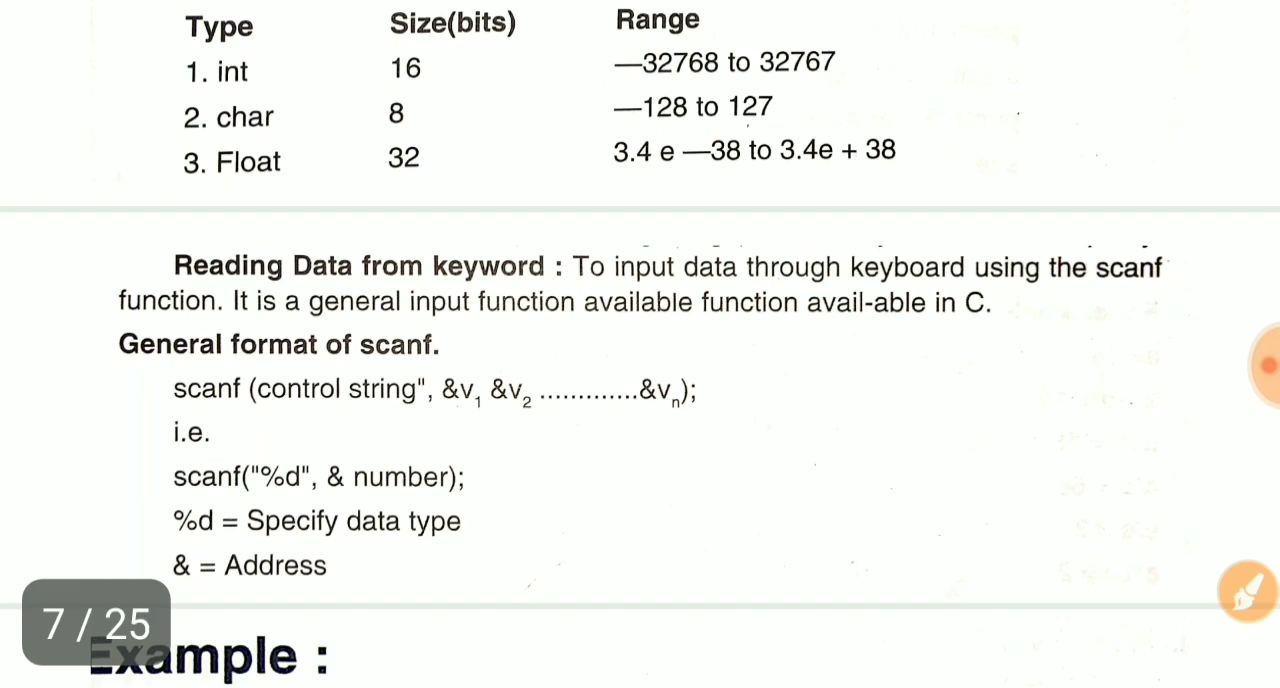 Type Size(bits) Range
1. int 16 —32768 to 32767
2. char 8 —128 to 127
3. Float 32 3.4 e —38 to 3.4e + 38
Reading Data from keyword : To input data through keyboard using the scanf
function. It is a general input function available function avail-able in C.
General format of scanf.
scanf (control string", &v1 &v2 .............&vn);
i.e.
scanf("%d", & number);
%d = Specify data type
& = Address
7 / 25
Example :